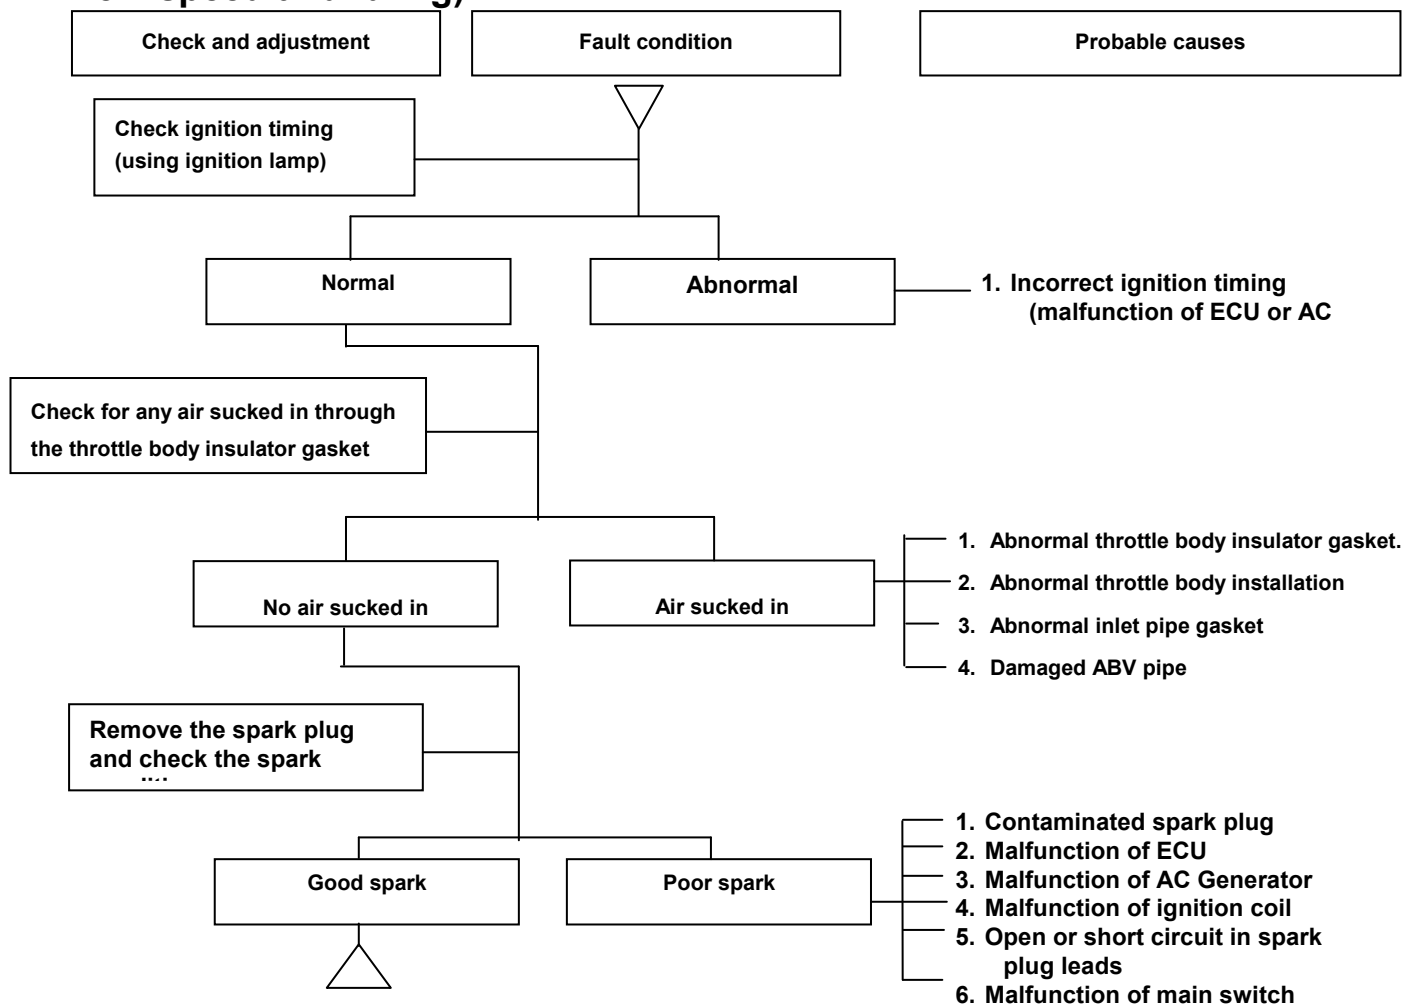 Check and adjustment
Fault condition
Probable causes
Check ignition timing
(using ignition lamp)
Normal
Abnormal
1. Incorrect ignition timing
(malfunction of ECU or AC
Check for any air sucked in through
the throttle body insulator gasket
No air sucked in
Air sucked in
1. Abnormal throttle body insulator gasket.
2. Abnormal throttle body installation
3. Abnormal inlet pipe gasket
4. Damaged ABV pipe
Remove the spark plug
and check the spark
Good spark
Poor spark
1. Contaminated spark plug
2. Malfunction of ECU
3. Malfunction of AC Generator
4. Malfunction of ignition coil
5. Open or short circuit in spark
plug leads
6. Malfunction of main switch